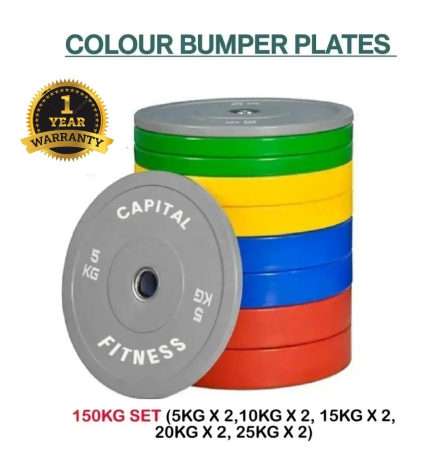 COLOUR BUMPER PLATES
1
YEAR
WARRANTY
CAPITAL
5
KG
5
KG
FITNESS
150KG SET (5KG X 2,10KG X 2, 15KG X 2,
20KG X 2, 25KG X 2)